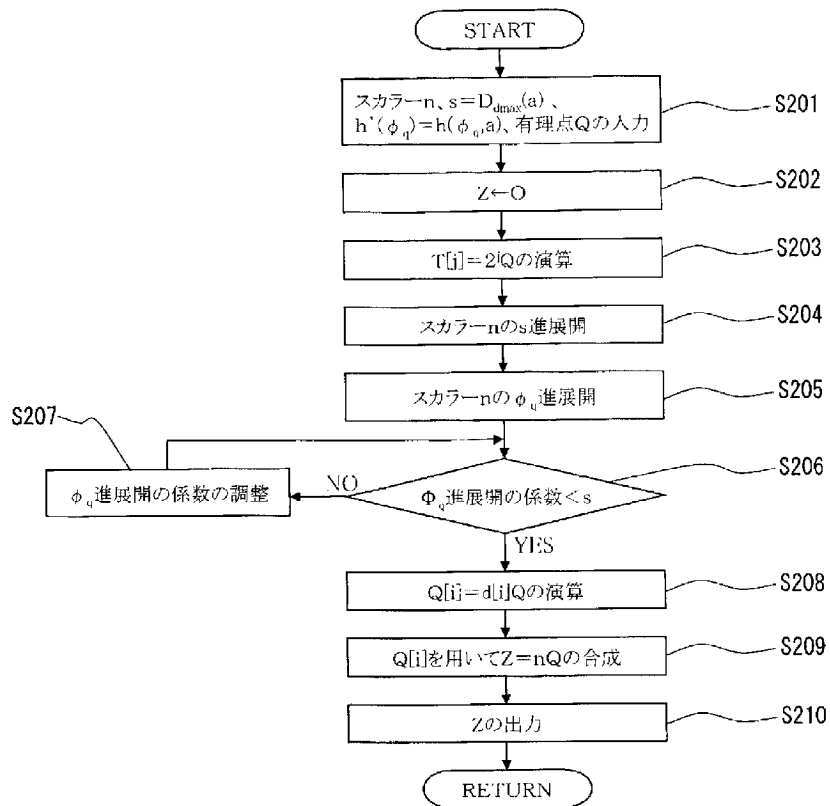 START
スカラーn、s=D_dmax(a)、
h'(φ_q)=h(φ_q,a)、有理点Qの入力
S201
Z←O
S202
T[j]=2^jQの演算
S203
スカラーnのs進展開
S204
スカラーnのφ_q進展開
S205
S207
φ_q進展開の係数の調整
NO
Φ_q進展開の係数<s
S206
YES
Q[i]=d[i]Qの演算
S208
Q[i]を用いてZ=nQの合成
S209
Zの出力
S210
RETURN